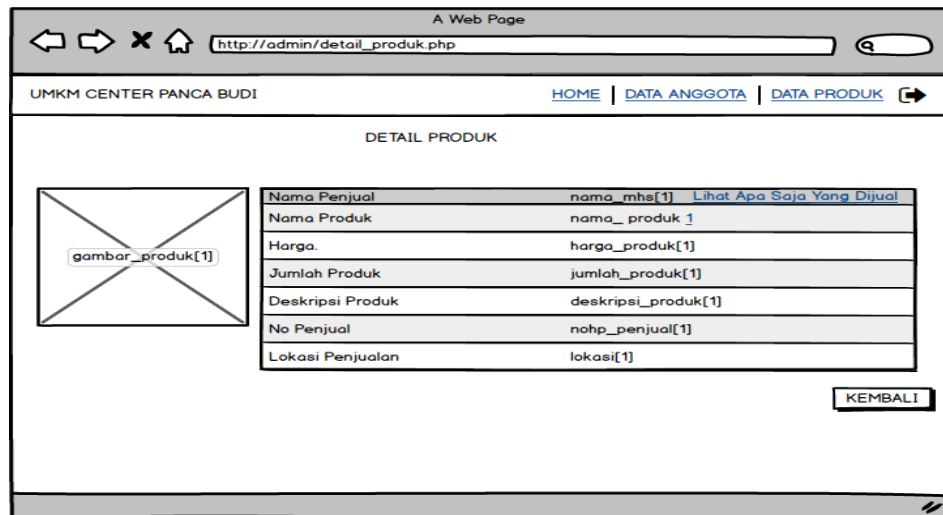 A Web Page
http://admin/detail_produk.php
UMKM CENTER PANCA BUDI HOME | DATA ANGGOTA | DATA PRODUK
DETAIL PRODUK
gambar_produk[1]
Nama Penjual nama_mhs[1] Lihat Apa Saja Yang Dijual
Nama Produk nama_ produk 1
Harga. harga_produk[1]
Jumlah Produk jumlah_produk[1]
Deskripsi Produk deskripsi_produk[1]
No Penjual nohp_penjual[1]
Lokasi Penjualan lokasi[1]
KEMBALI